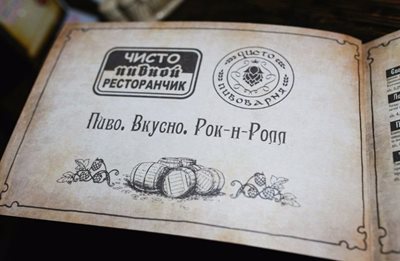 ЧИСТО
пивной
РЕСТОРАНЧИК
ЧИСТО
ПИВОВАРНЯ
Пиво. Вкусно. Рок-н-Ролл